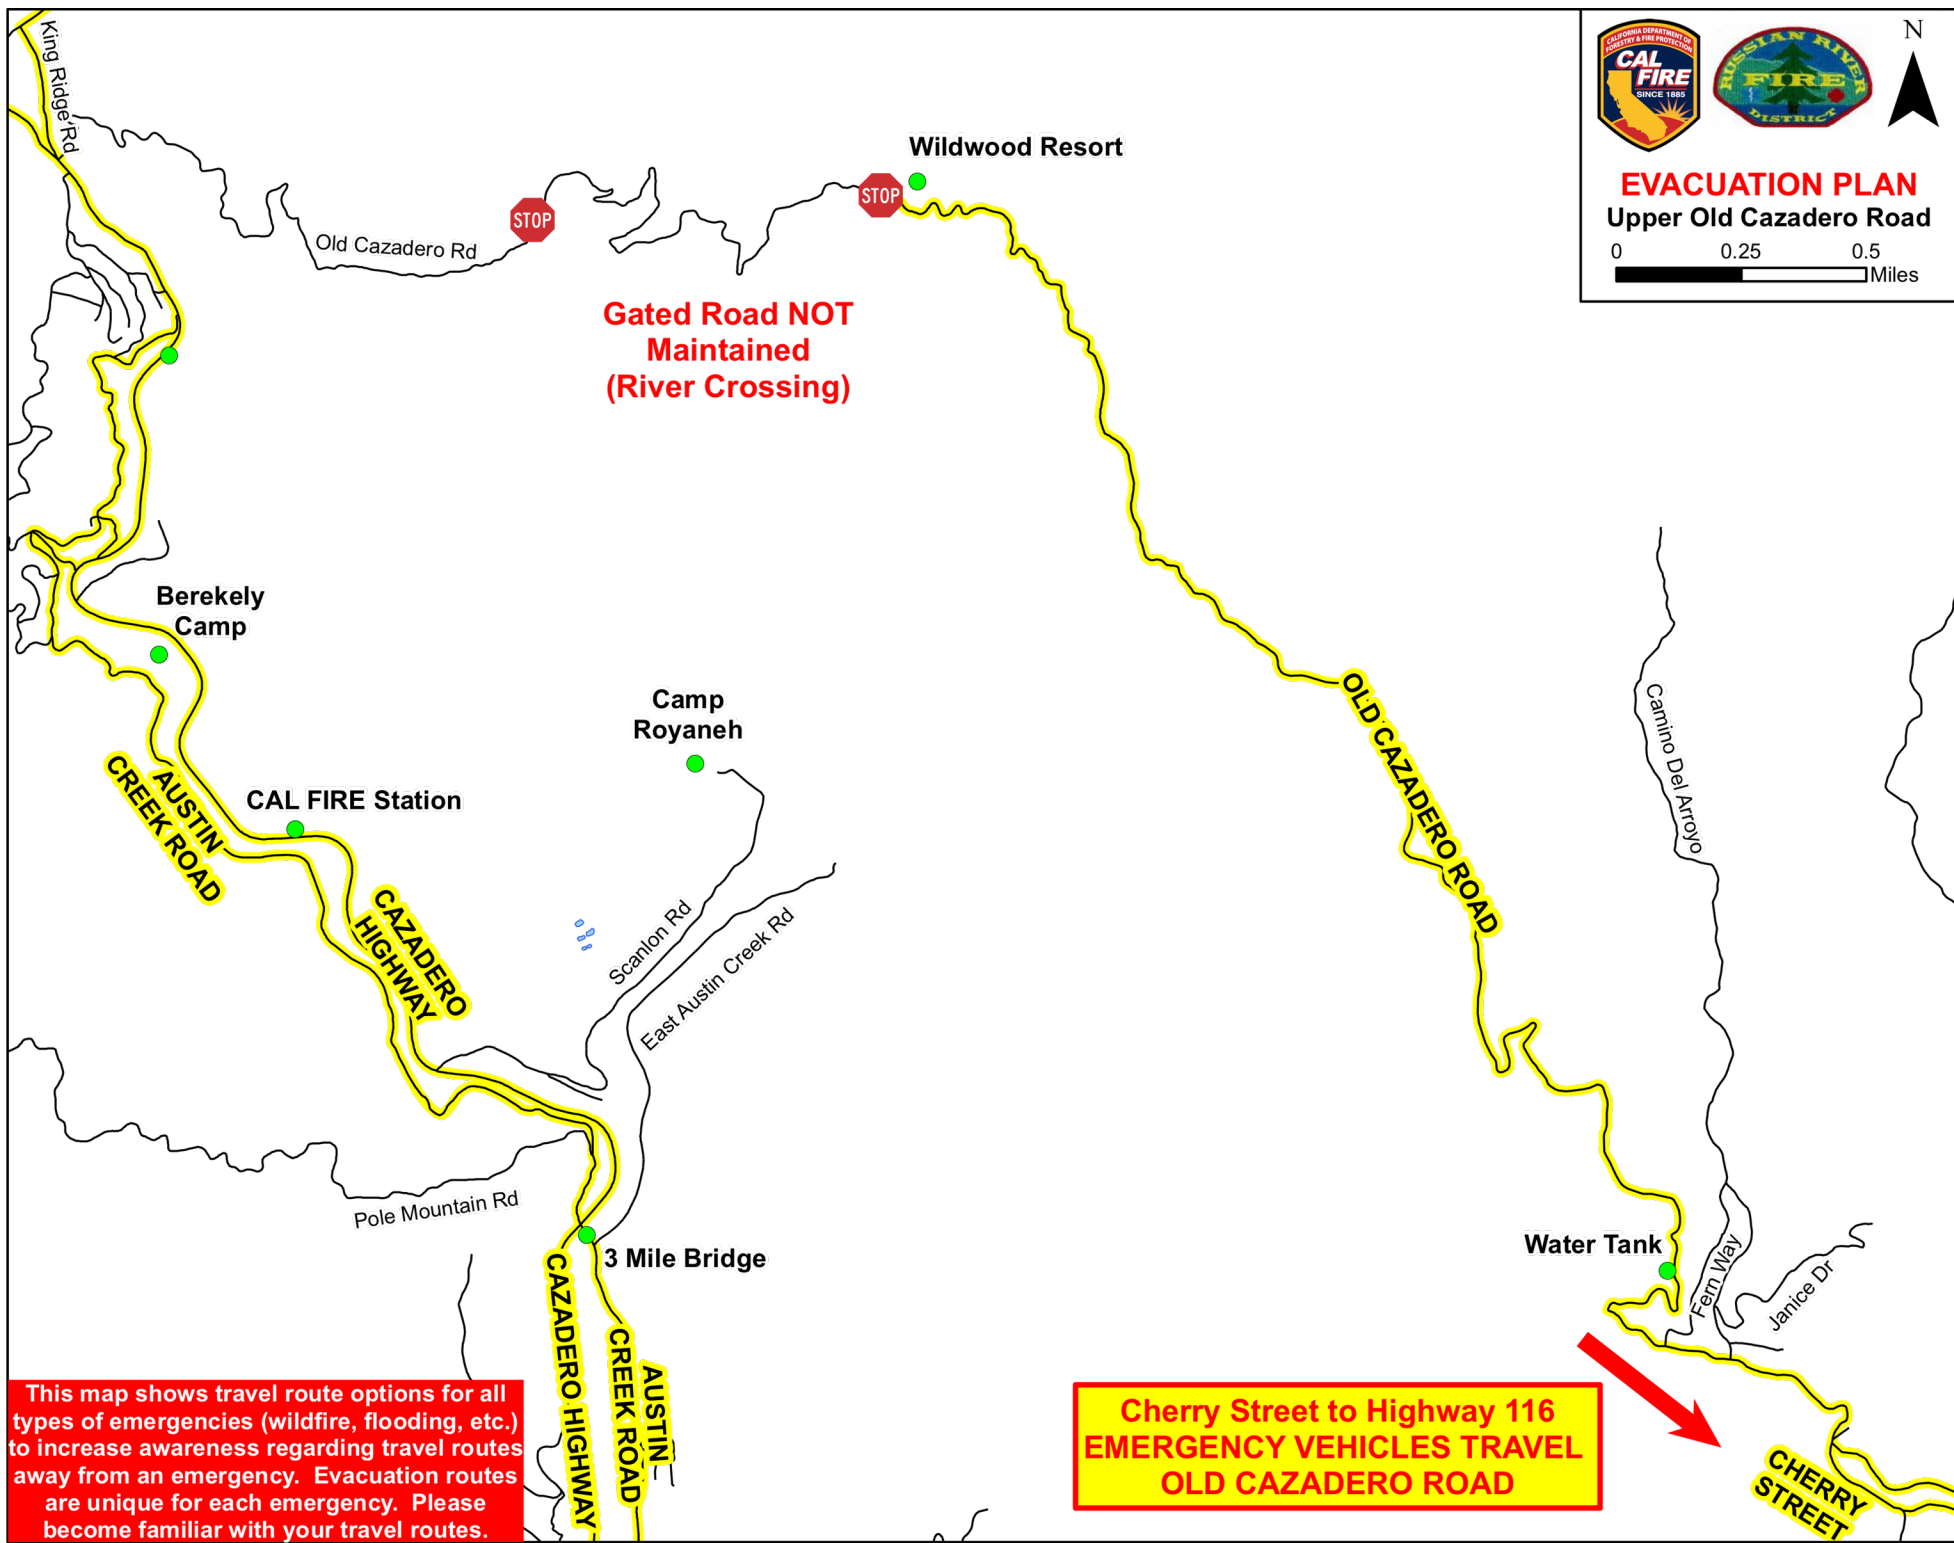 King Ridge Rd
Wildwood Resort
CALIFORNIA DEPARTMENT OF
FORESTRY & FIRE PROTECTION
CAL
FIRE
SINCE 1885
RUSSIAN RIVER
FIRE
DISTRICT
N
EVACUATION PLAN
Upper Old Cazadero Road
0 0.25 0.5
Miles
STOP
STOP
Old Cazadero Rd
Gated Road NOT
Maintained
(River Crossing)
Berekely
Camp
Camp
Royaneh
OLD CAZADERO ROAD
Camino Del Arroyo
AUSTIN
CREEK ROAD
CAL FIRE Station
CAZADERO
HIGHWAY
Scanlon Rd
East Austin Creek Rd
Pole Mountain Rd
3 Mile Bridge
Water Tank
Fern Way
Janice Dr
CAZADERO HIGHWAY
AUSTIN
CREEK ROAD
This map shows travel route options for all
types of emergencies (wildfire, flooding, etc.)
to increase awareness regarding travel routes
away from an emergency. Evacuation routes
are unique for each emergency. Please
become familiar with your travel routes.
Cherry Street to Highway 116
EMERGENCY VEHICLES TRAVEL
OLD CAZADERO ROAD
CHERRY
STREET